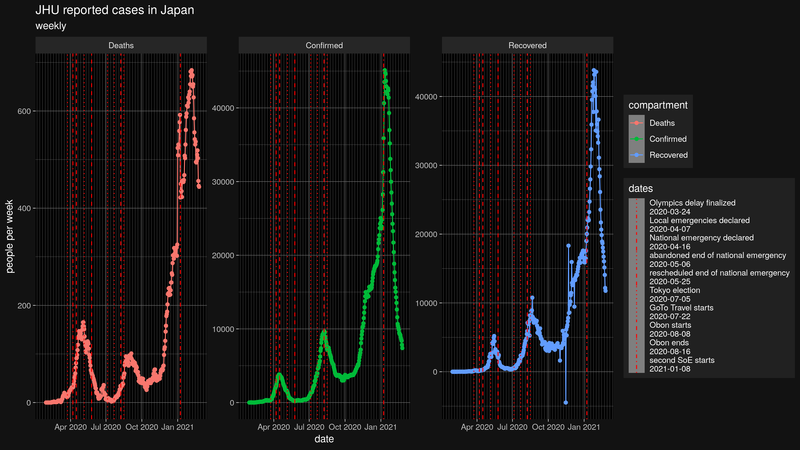 JHU reported cases in Japan
weekly
Deaths
Confirmed
Recovered
people per week
600
400
200
0
40000
30000
20000
10000
0
40000
30000
20000
10000
0
Apr 2020 Jul 2020 Oct 2020 Jan 2021
Apr 2020 Jul 2020 Oct 2020 Jan 2021
Apr 2020 Jul 2020 Oct 2020 Jan 2021
date
compartment
Deaths
Confirmed
Recovered
dates
Olympics delay finalized
2020-03-24
Local emergencies declared
2020-04-07
National emergency declared
2020-04-16
abandoned end of national emergency
2020-05-06
rescheduled end of national emergency
2020-05-25
Tokyo election
2020-07-05
GoTo Travel starts
2020-07-22
Obon starts
2020-08-08
Obon ends
2020-08-16
second SoE starts
2021-01-08